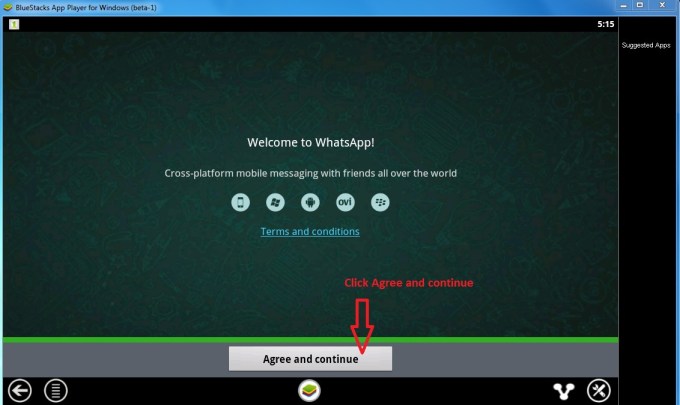 BlueStacks App Player for Windows (beta-1)
5:15
Suggested Apps
Welcome to WhatsApp!
Cross-platform mobile messaging with friends all over the world
ovi
Terms and conditions
Click Agree and continue
Agree and continue